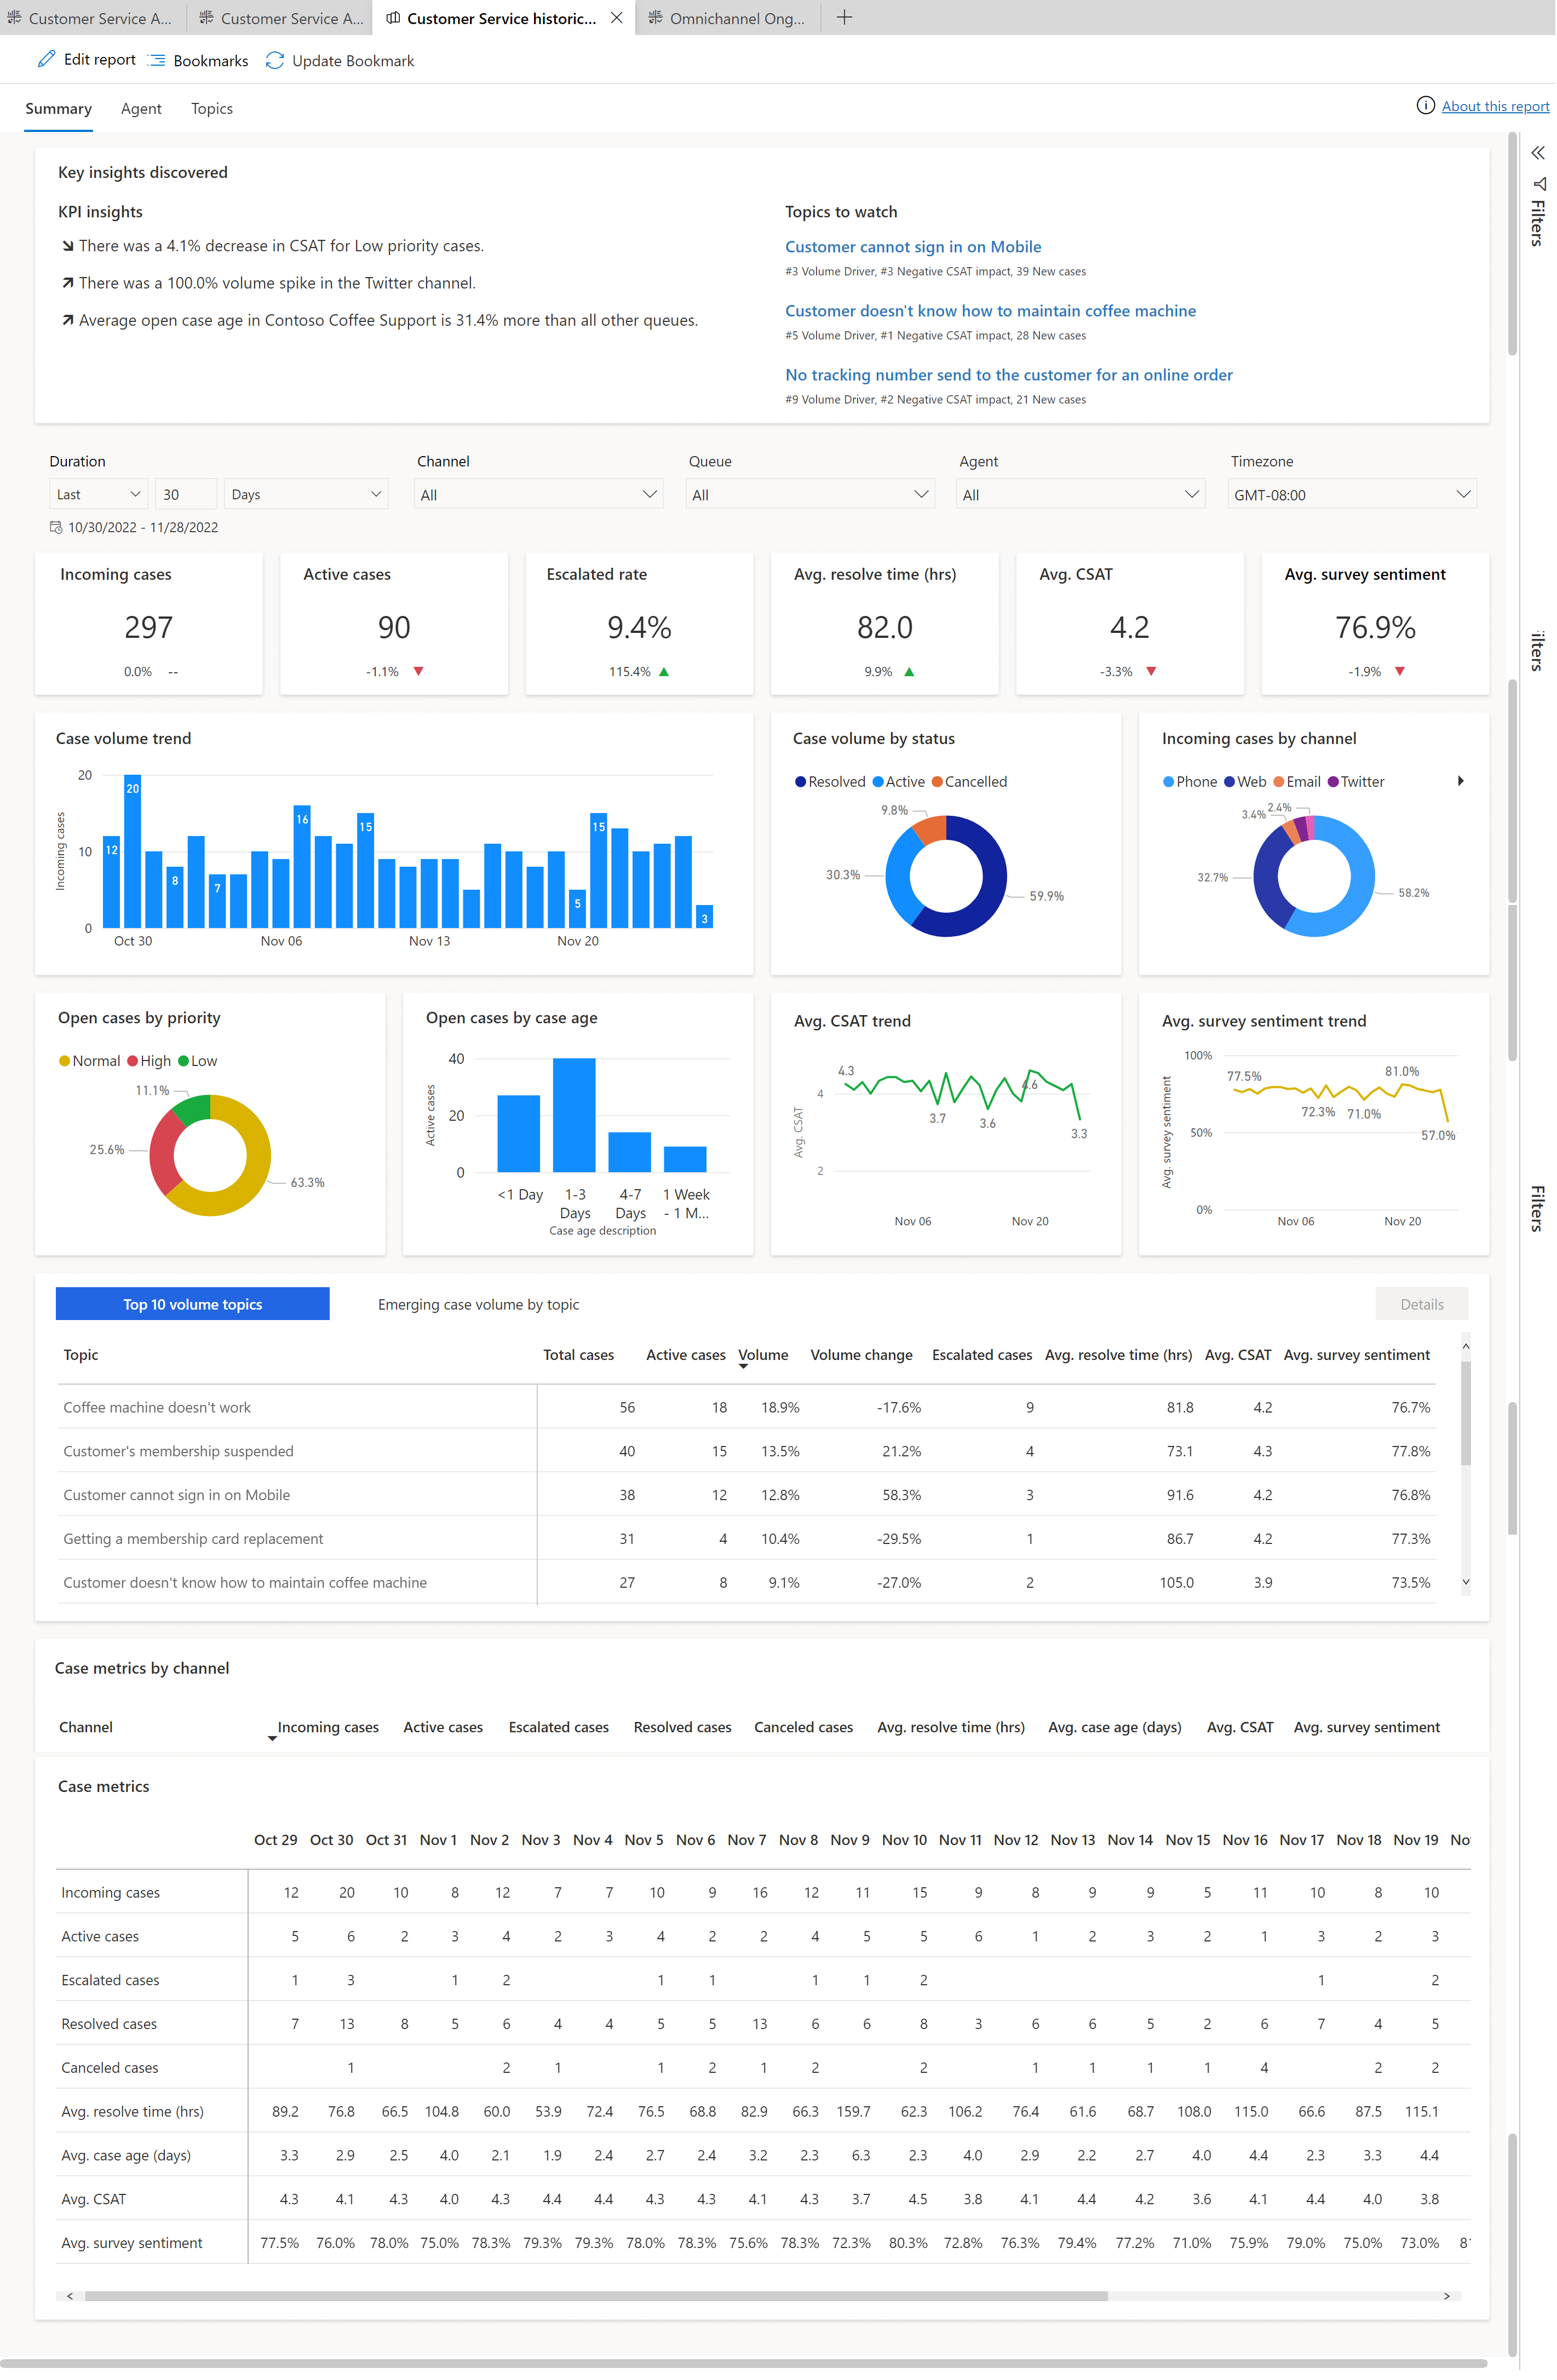 Customer Service A...
Customer Service A...
Customer Service historic...
Omnichannel Ong...
Edit report
Bookmarks
Update Bookmark
Summary
Agent
Topics
About this report
Filters
Key insights discovered
KPI insights
There was a 4.1% decrease in CSAT for Low priority cases.
There was a 100.0% volume spike in the Twitter channel.
Average open case age in Contoso Coffee Support is 31.4% more than all other queues.
Topics to watch
Customer cannot sign in on Mobile
#3 Volume Driver, #3 Negative CSAT impact, 39 New cases
Customer doesn't know how to maintain coffee machine
#5 Volume Driver, #1 Negative CSAT impact, 28 New cases
No tracking number send to the customer for an online order
#9 Volume Driver, #2 Negative CSAT impact, 21 New cases
Duration
Last 30 Days
10/30/2022 - 11/28/2022
Channel
All
Queue
All
Agent
All
Timezone
GMT-08:00
Incoming cases
297
0.0% --
Active cases
90
-1.1%
Escalated rate
9.4%
115.4%
Avg. resolve time (hrs)
82.0
9.9%
Avg. CSAT
4.2
-3.3%
Avg. survey sentiment
76.9%
-1.9%
ilters
Case volume trend
Incoming cases
20
10
0
12 20 8 7 16 15 5 15 3
Oct 30 Nov 06 Nov 13 Nov 20
Case volume by status
Resolved Active Cancelled
9.8%
30.3%
59.9%
Incoming cases by channel
Phone Web Email Twitter
2.4%
3.4%
32.7%
58.2%
Open cases by priority
Normal High Low
11.1%
25.6%
63.3%
Open cases by case age
Active cases
40
20
0
<1 Day
1-3 Days
4-7 Days
1 Week - 1 M...
Case age description
Avg. CSAT trend
Avg. CSAT
4
2
4.3
3.7
3.6
4.6
3.3
Nov 06 Nov 20
Avg. survey sentiment trend
Avg. survey sentiment
100%
50%
0%
77.5%
72.3%
71.0%
81.0%
57.0%
Nov 06 Nov 20
Filters
Top 10 volume topics
Emerging case volume by topic
Details
Topic Total cases Active cases Volume Volume change Escalated cases Avg. resolve time (hrs) Avg. CSAT Avg. survey sentiment
Coffee machine doesn't work 56 18 18.9% -17.6% 9 81.8 4.2 76.7%
Customer's membership suspended 40 15 13.5% 21.2% 4 73.1 4.3 77.8%
Customer cannot sign in on Mobile 38 12 12.8% 58.3% 3 91.6 4.2 76.8%
Getting a membership card replacement 31 4 10.4% -29.5% 1 86.7 4.2 77.3%
Customer doesn't know how to maintain coffee machine 27 8 9.1% -27.0% 2 105.0 3.9 73.5%
Case metrics by channel
Channel Incoming cases Active cases Escalated cases Resolved cases Canceled cases Avg. resolve time (hrs) Avg. case age (days) Avg. CSAT Avg. survey sentiment
Case metrics
Oct 29 Oct 30 Oct 31 Nov 1 Nov 2 Nov 3 Nov 4 Nov 5 Nov 6 Nov 7 Nov 8 Nov 9 Nov 10 Nov 11 Nov 12 Nov 13 Nov 14 Nov 15 Nov 16 Nov 17 Nov 18 Nov 19 No
Incoming cases 12 20 10 8 12 7 7 10 9 16 12 11 15 9 8 9 9 5 11 10 8 10
Active cases 5 6 2 3 4 2 3 4 2 2 4 5 5 6 1 2 3 2 1 3 2 3
Escalated cases 1 3 1 2 1 1 1 1 2 1 2
Resolved cases 7 13 8 5 6 4 4 5 5 13 6 6 8 3 6 6 5 2 6 7 4 5
Canceled cases 1 2 1 1 2 1 2 2 1 1 1 1 4 2 2
Avg. resolve time (hrs) 89.2 76.8 66.5 104.8 60.0 53.9 72.4 76.5 68.8 82.9 66.3 159.7 62.3 106.2 76.4 61.6 68.7 108.0 115.0 66.6 87.5 115.1
Avg. case age (days) 3.3 2.9 2.5 4.0 2.1 1.9 2.4 2.7 2.4 3.2 2.3 6.3 2.3 4.0 2.9 2.2 2.7 4.0 4.4 2.3 3.3 4.4
Avg. CSAT 4.3 4.1 4.3 4.0 4.3 4.4 4.4 4.3 4.3 4.1 4.3 3.7 4.5 3.8 4.1 4.4 4.2 3.6 4.1 4.4 4.0 3.8
Avg. survey sentiment 77.5% 76.0% 78.0% 75.0% 78.3% 79.3% 79.3% 78.0% 78.3% 75.6% 78.3% 72.3% 80.3% 72.8% 76.3% 79.4% 77.2% 71.0% 75.9% 79.0% 75.0% 73.0% 8